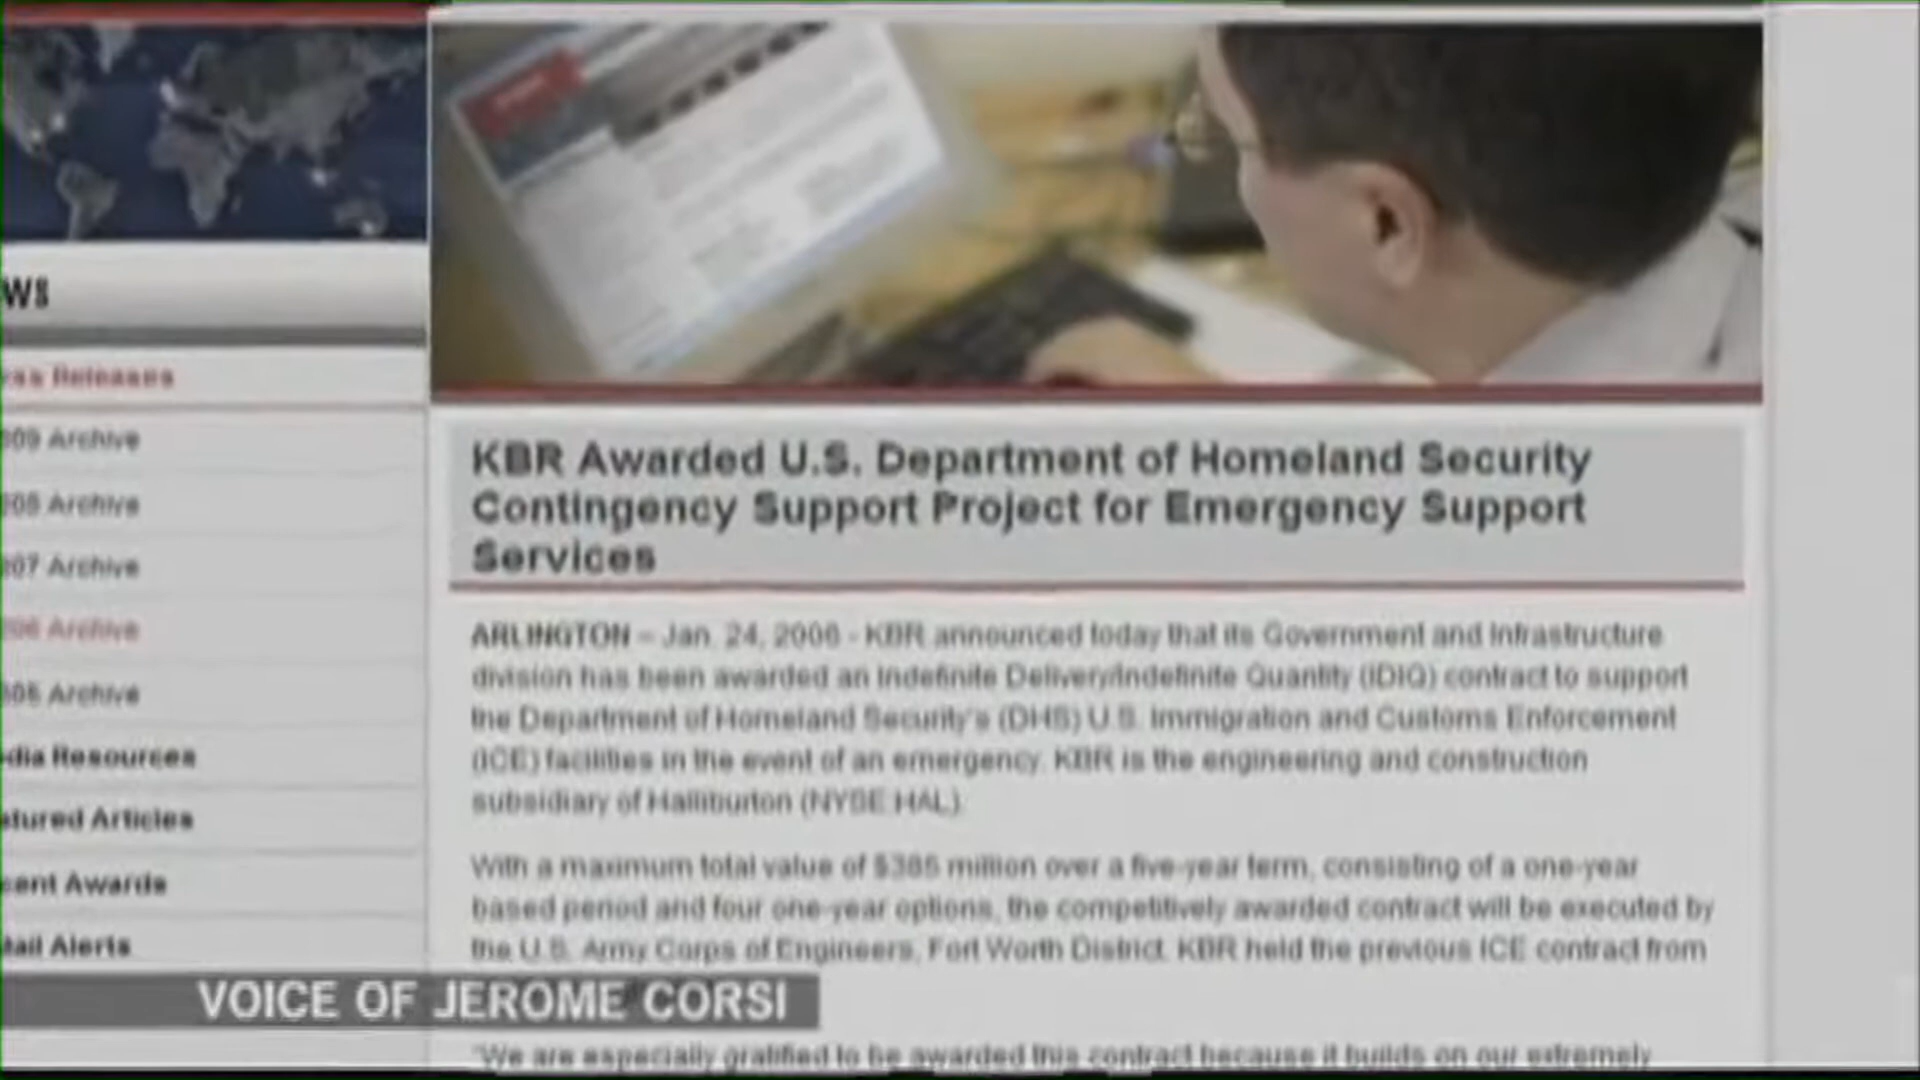 WS
ss Releases
009 Archive
008 Archive
007 Archive
006 Archive
005 Archive
dia Resources
atured Articles
cent Awards
Mail Alerts
KBR Awarded U.S. Department of Homeland Security
Contingency Support Project for Emergency Support
Services
ARLINGTON – Jan. 24, 2006 - KBR announced today that its Government and Infrastructure
division has been awarded an Indefinite Delivery/Indefinite Quantity (IDIQ) contract to support
the Department of Homeland Security's (DHS) U.S. Immigration and Customs Enforcement
(ICE) facilities in the event of an emergency. KBR is the engineering and construction
subsidiary of Halliburton (NYSE:HAL).
With a maximum total value of $385 million over a five-year term, consisting of a one-year
based period and four one-year options, the competitively awarded contract will be executed by
the U.S. Army Corps of Engineers, Fort Worth District. KBR held the previous ICE contract from
VOICE OF JEROME CORSI
"We are especially gratified to be awarded this contract because it builds on our extremely